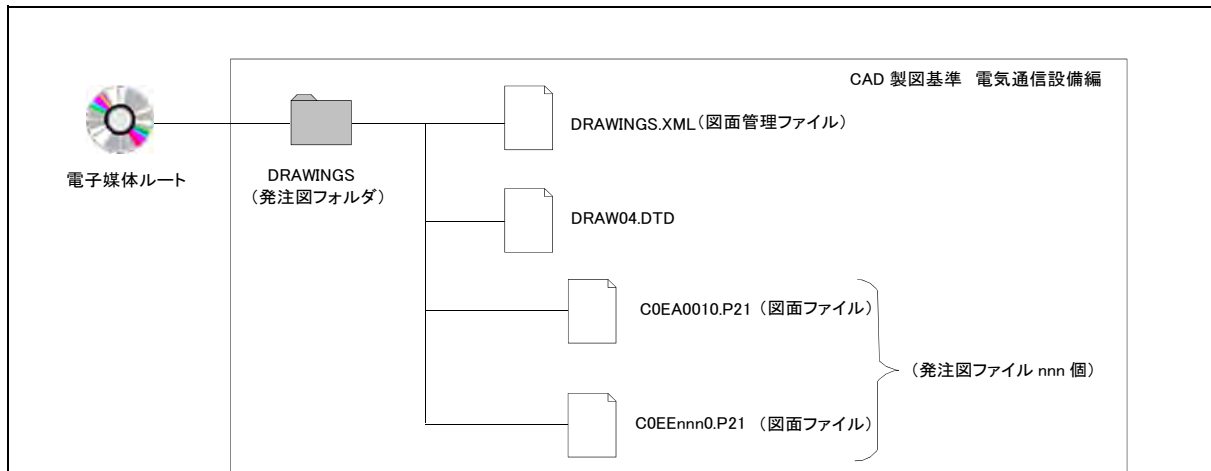 CAD 製図基準 電気通信設備編
電子媒体ルート
DRAWINGS
（発注図フォルダ）
DRAWINGS.XML（図面管理ファイル）
DRAW04.DTD
C0EA0010.P21 （図面ファイル）
C0EEnnn0.P21 （図面ファイル）
（発注図ファイル nnn 個）